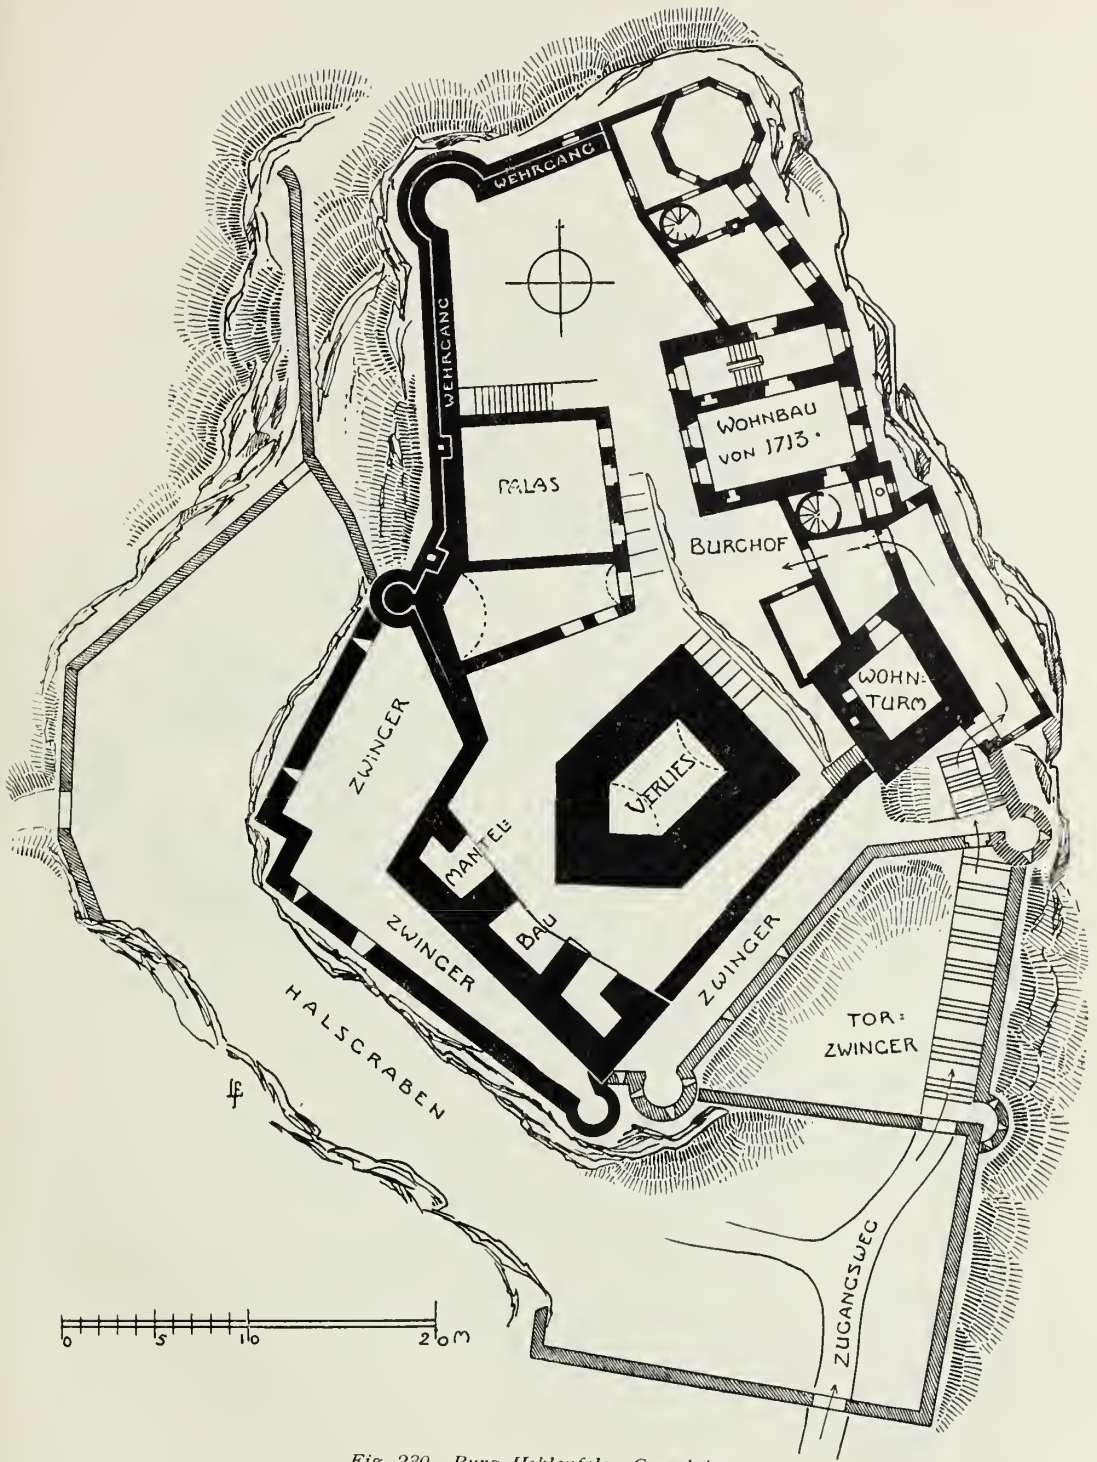 WEHRGANG
WEHRGANG
WOHNBAU
VON 1713.
PALAS
BURCHOF
WOHN=
TURM
ZWINGER
VERLIES
MANTEL=
BAU
ZWINGER
ZWINGER
HALSGRABEN
TOR=
ZWINGER
ZUGANGSWEG
0 5 10 20 M
Fig. 230. Burg Hohlenfels.